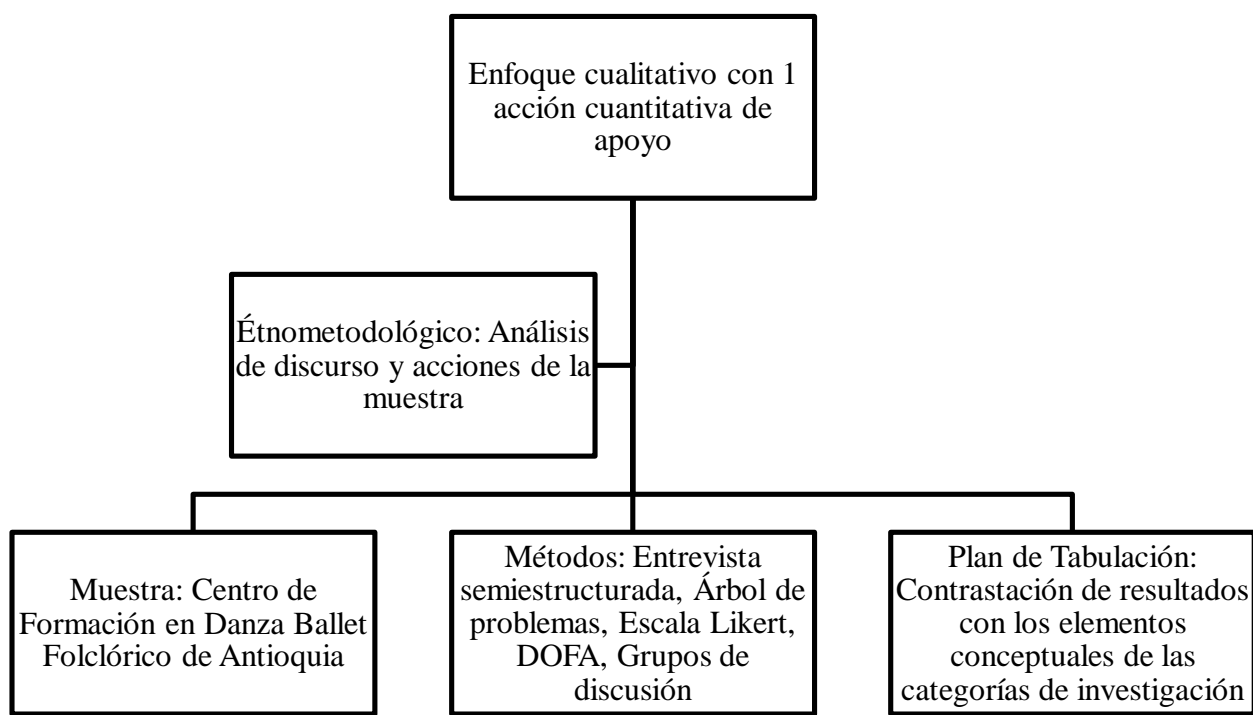 Enfoque cualitativo con 1
acción cuantitativa de
apoyo
Étnometodológico: Análisis
de discurso y acciones de la
muestra
Muestra: Centro de
Formación en Danza Ballet
Folclórico de Antioquia
Métodos: Entrevista
semiestructurada, Árbol de
problemas, Escala Likert,
DOFA, Grupos de
discusión
Plan de Tabulación:
Contrastación de resultados
con los elementos
conceptuales de las
categorías de investigación